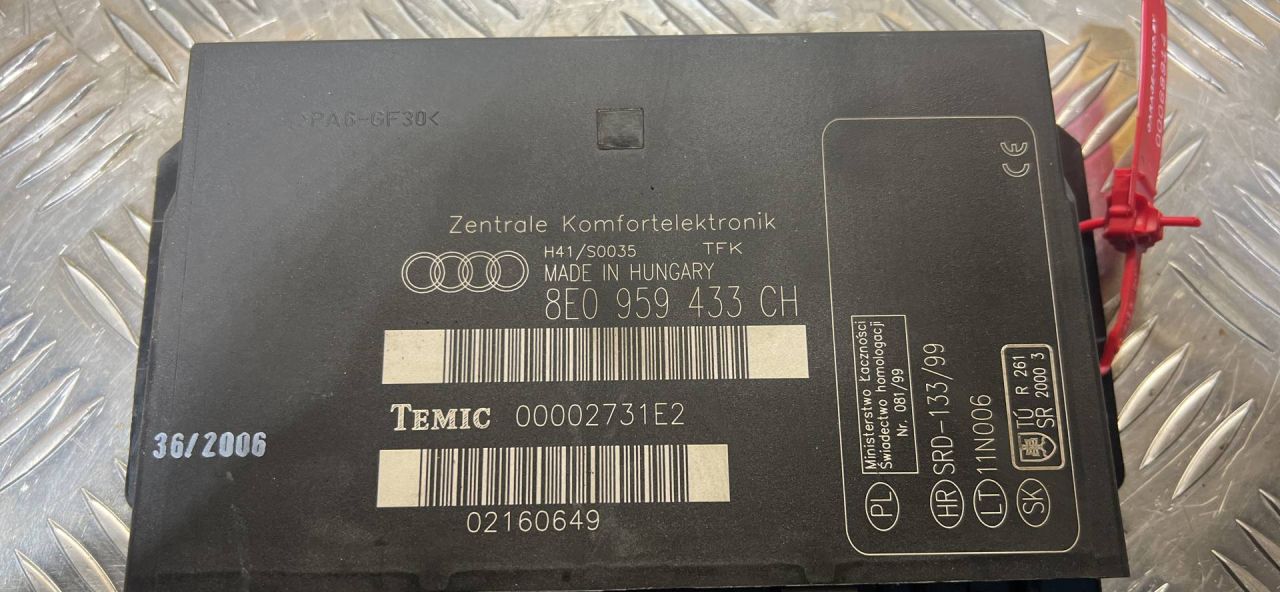 >PA6-GF30<
Zentrale Komfortelektronik
H41/S0035 TFK
MADE IN HUNGARY
8E0 959 433 CH
TEMIC 00002731E2
02160649
36/2006
CE
PL Ministerstwo Łączności
Świadectwo homologacji
Nr. 081/99
HR SRD-133/99
LT 11N006
SK TÚ R 261
SR 2000 3